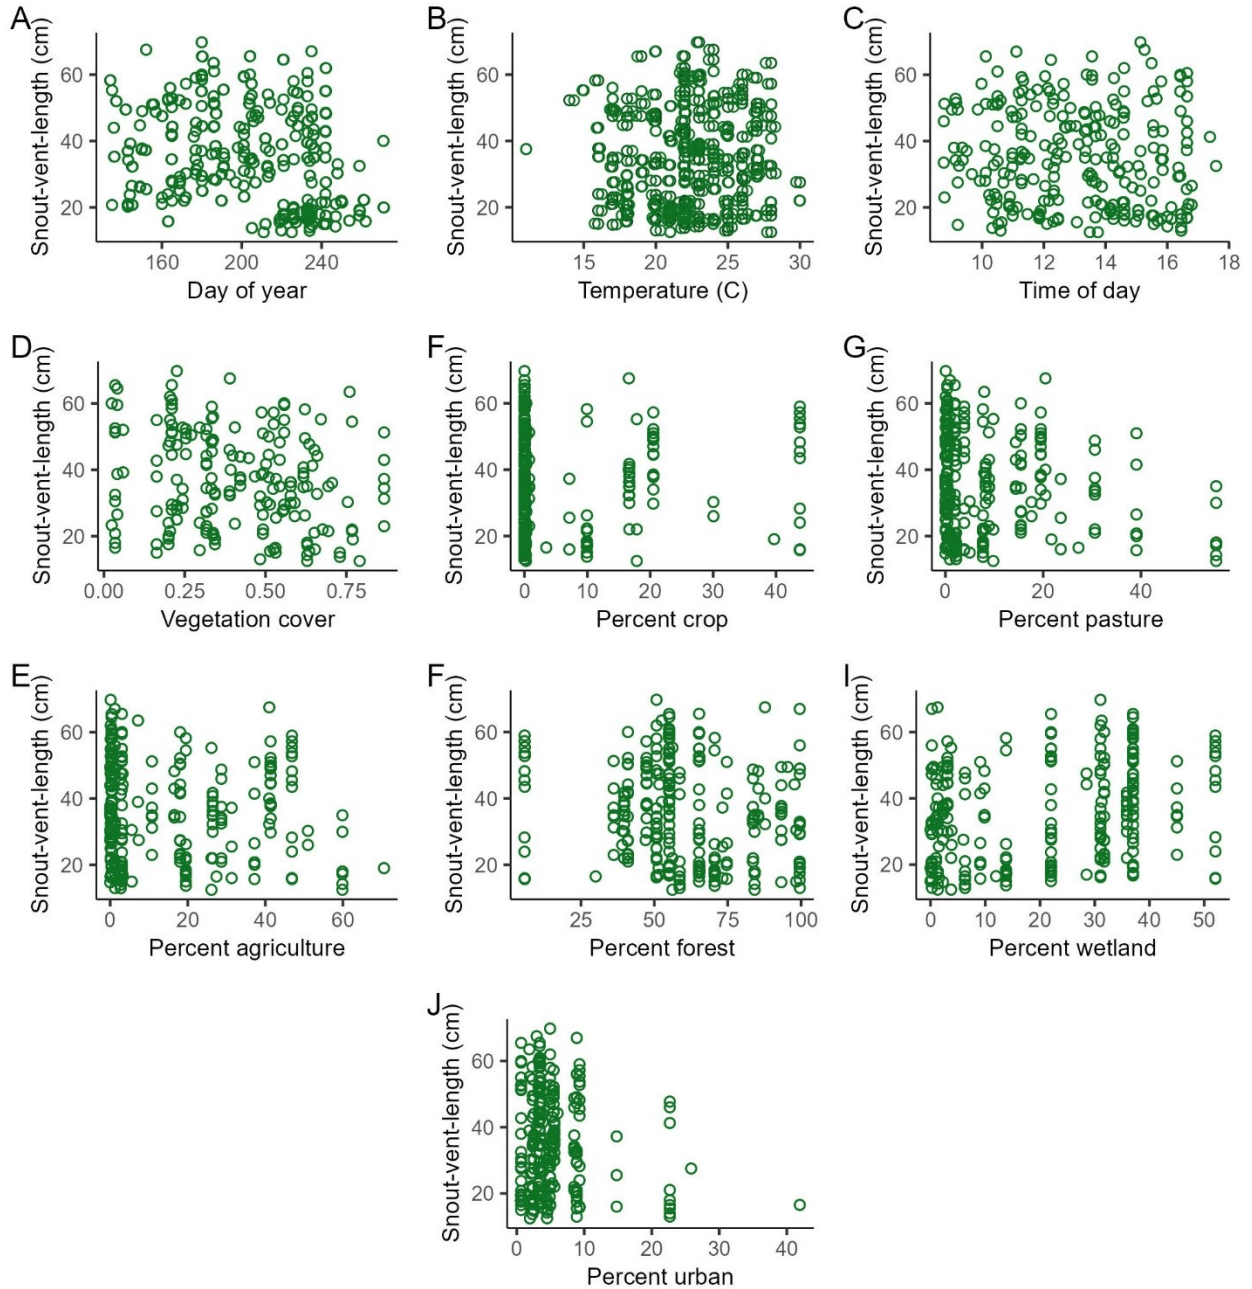 A
Snout-vent-length (cm)
60
40
20
160 200 240
Day of year
B
Snout-vent-length (cm)
60
40
20
15 20 25 30
Temperature (C)
C
Snout-vent-length (cm)
60
40
20
10 12 14 16 18
Time of day
D
Snout-vent-length (cm)
60
40
20
0.00 0.25 0.50 0.75
Vegetation cover
F
Snout-vent-length (cm)
60
40
20
0 10 20 30 40
Percent crop
G
Snout-vent-length (cm)
60
40
20
0 20 40
Percent pasture
E
Snout-vent-length (cm)
60
40
20
0 20 40 60
Percent agriculture
F
Snout-vent-length (cm)
60
40
20
25 50 75 100
Percent forest
I
Snout-vent-length (cm)
60
40
20
0 10 20 30 40 50
Percent wetland
J
Snout-vent-length (cm)
60
40
20
0 10 20 30 40
Percent urban